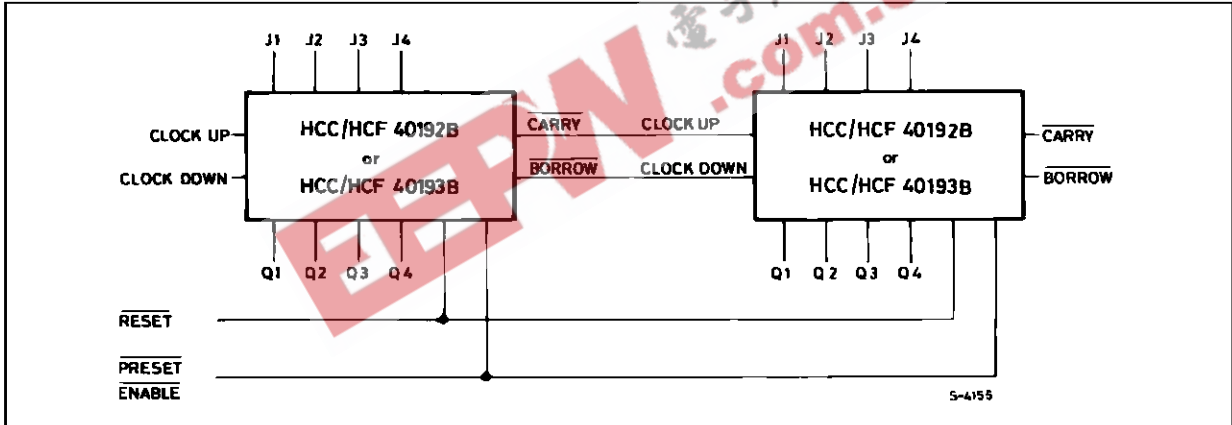 電子
.com.
J1 J2 J3 J4
J1 J2 J3 J4
CLOCK UP
HCC/HCF 40192B
or
HCC/HCF 40193B
CLOCK DOWN
CARRY
CLOCK UP
BORROW
CLOCK DOWN
HCC/HCF 40192B
or
HCC/HCF 40193B
CARRY
BORROW
EEPW
Q1 Q2 Q3 Q4
Q1 Q2 Q3 Q4
RESET
PRESET
ENABLE
S-4155